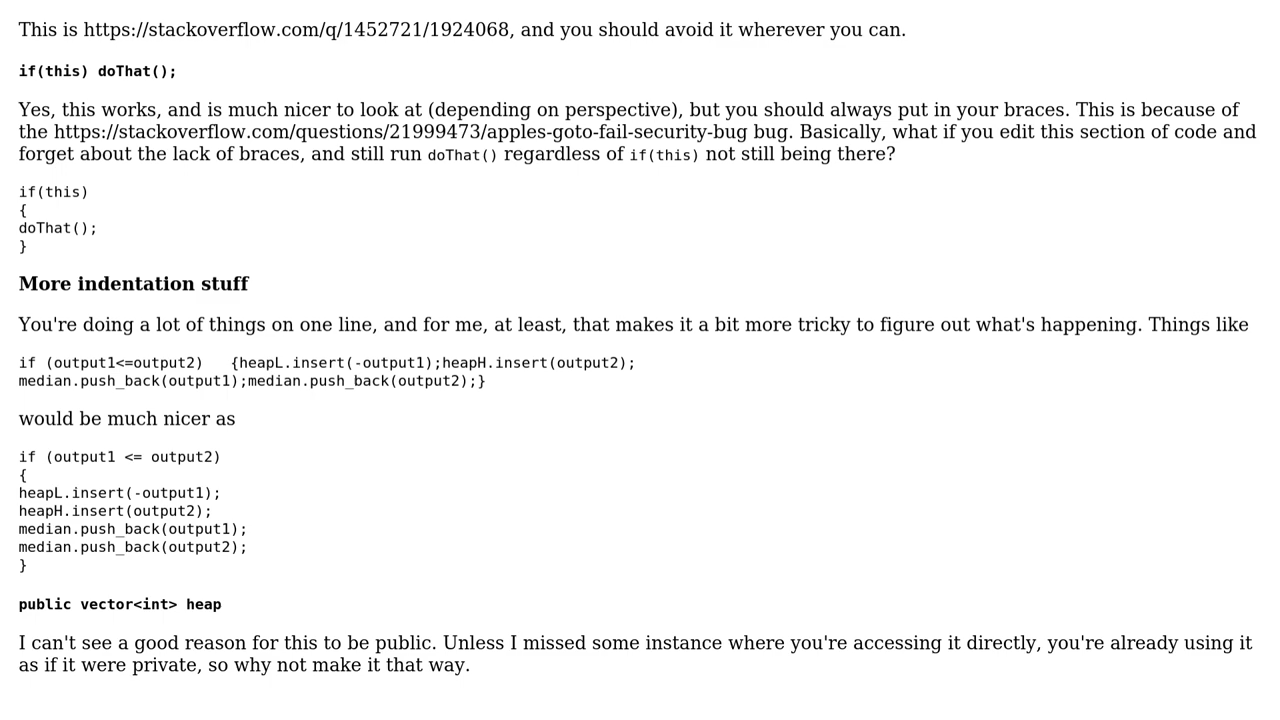 This is https://stackoverflow.com/q/1452721/1924068, and you should avoid it wherever you can.
if(this) doThat();
Yes, this works, and is much nicer to look at (depending on perspective), but you should always put in your braces. This is because of
the https://stackoverflow.com/questions/21999473/apples-goto-fail-security-bug bug. Basically, what if you edit this section of code and
forget about the lack of braces, and still run doThat() regardless of if(this) not still being there?
if(this)
{
doThat();
}
More indentation stuff
You're doing a lot of things on one line, and for me, at least, that makes it a bit more tricky to figure out what's happening. Things like
if (output1<=output2)   {heapL.insert(-output1);heapH.insert(output2);
median.push_back(output1);median.push_back(output2);}
would be much nicer as
if (output1 <= output2)
{
heapL.insert(-output1);
heapH.insert(output2);
median.push_back(output1);
median.push_back(output2);
}
public vector<int> heap
I can't see a good reason for this to be public. Unless I missed some instance where you're accessing it directly, you're already using it
as if it were private, so why not make it that way.